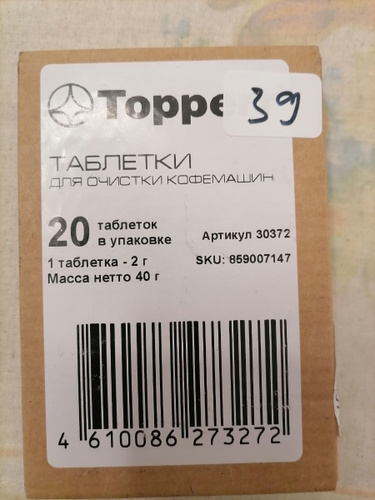 Toppe
39
ТАБЛЕТКИ
ДЛЯ ОЧИСТКИ КОФЕМАШИН
20 таблеток
в упаковке
Артикул 30372
1 таблетка - 2 г
SKU: 859007147
Масса нетто 40 г
4 610086 273272